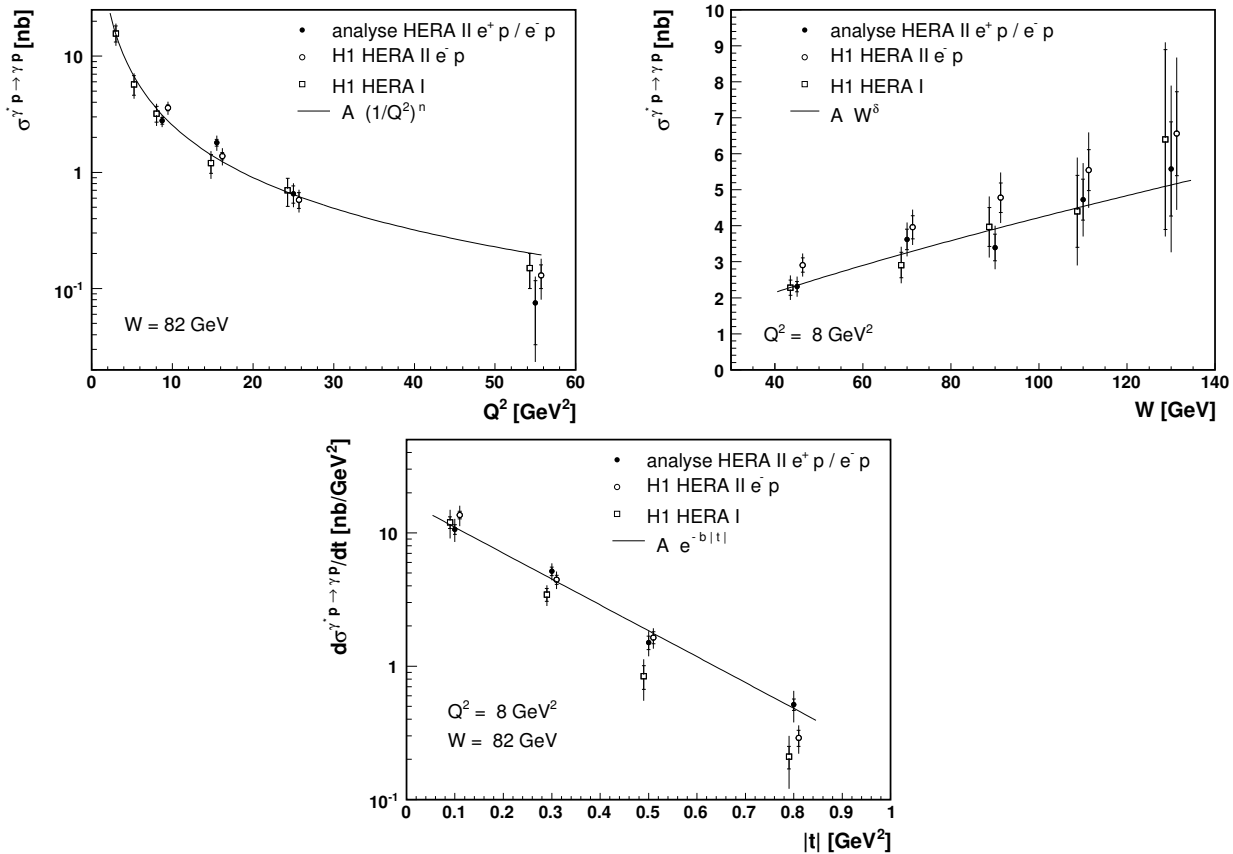 σ^{γ* p → γ p} [nb]
analyse HERA II e⁺ p / e⁻ p
H1 HERA II e⁻ p
H1 HERA I
A (1/Q²)ⁿ
10
1
10⁻¹
W = 82 GeV
0 10 20 30 40 50 60
Q² [GeV²]
σ^{γ* p → γ p} [nb]
analyse HERA II e⁺ p / e⁻ p
H1 HERA II e⁻ p
H1 HERA I
A W^δ
10
9
8
7
6
5
4
3
2
1
0
Q² = 8 GeV²
40 60 80 100 120 140
W [GeV]
dσ^{γ* p → γ p}/dt [nb/GeV²]
analyse HERA II e⁺ p / e⁻ p
H1 HERA II e⁻ p
H1 HERA I
A e^{-b|t|}
10
1
10⁻¹
Q² = 8 GeV²
W = 82 GeV
0 0.1 0.2 0.3 0.4 0.5 0.6 0.7 0.8 0.9 1
|t| [GeV²]